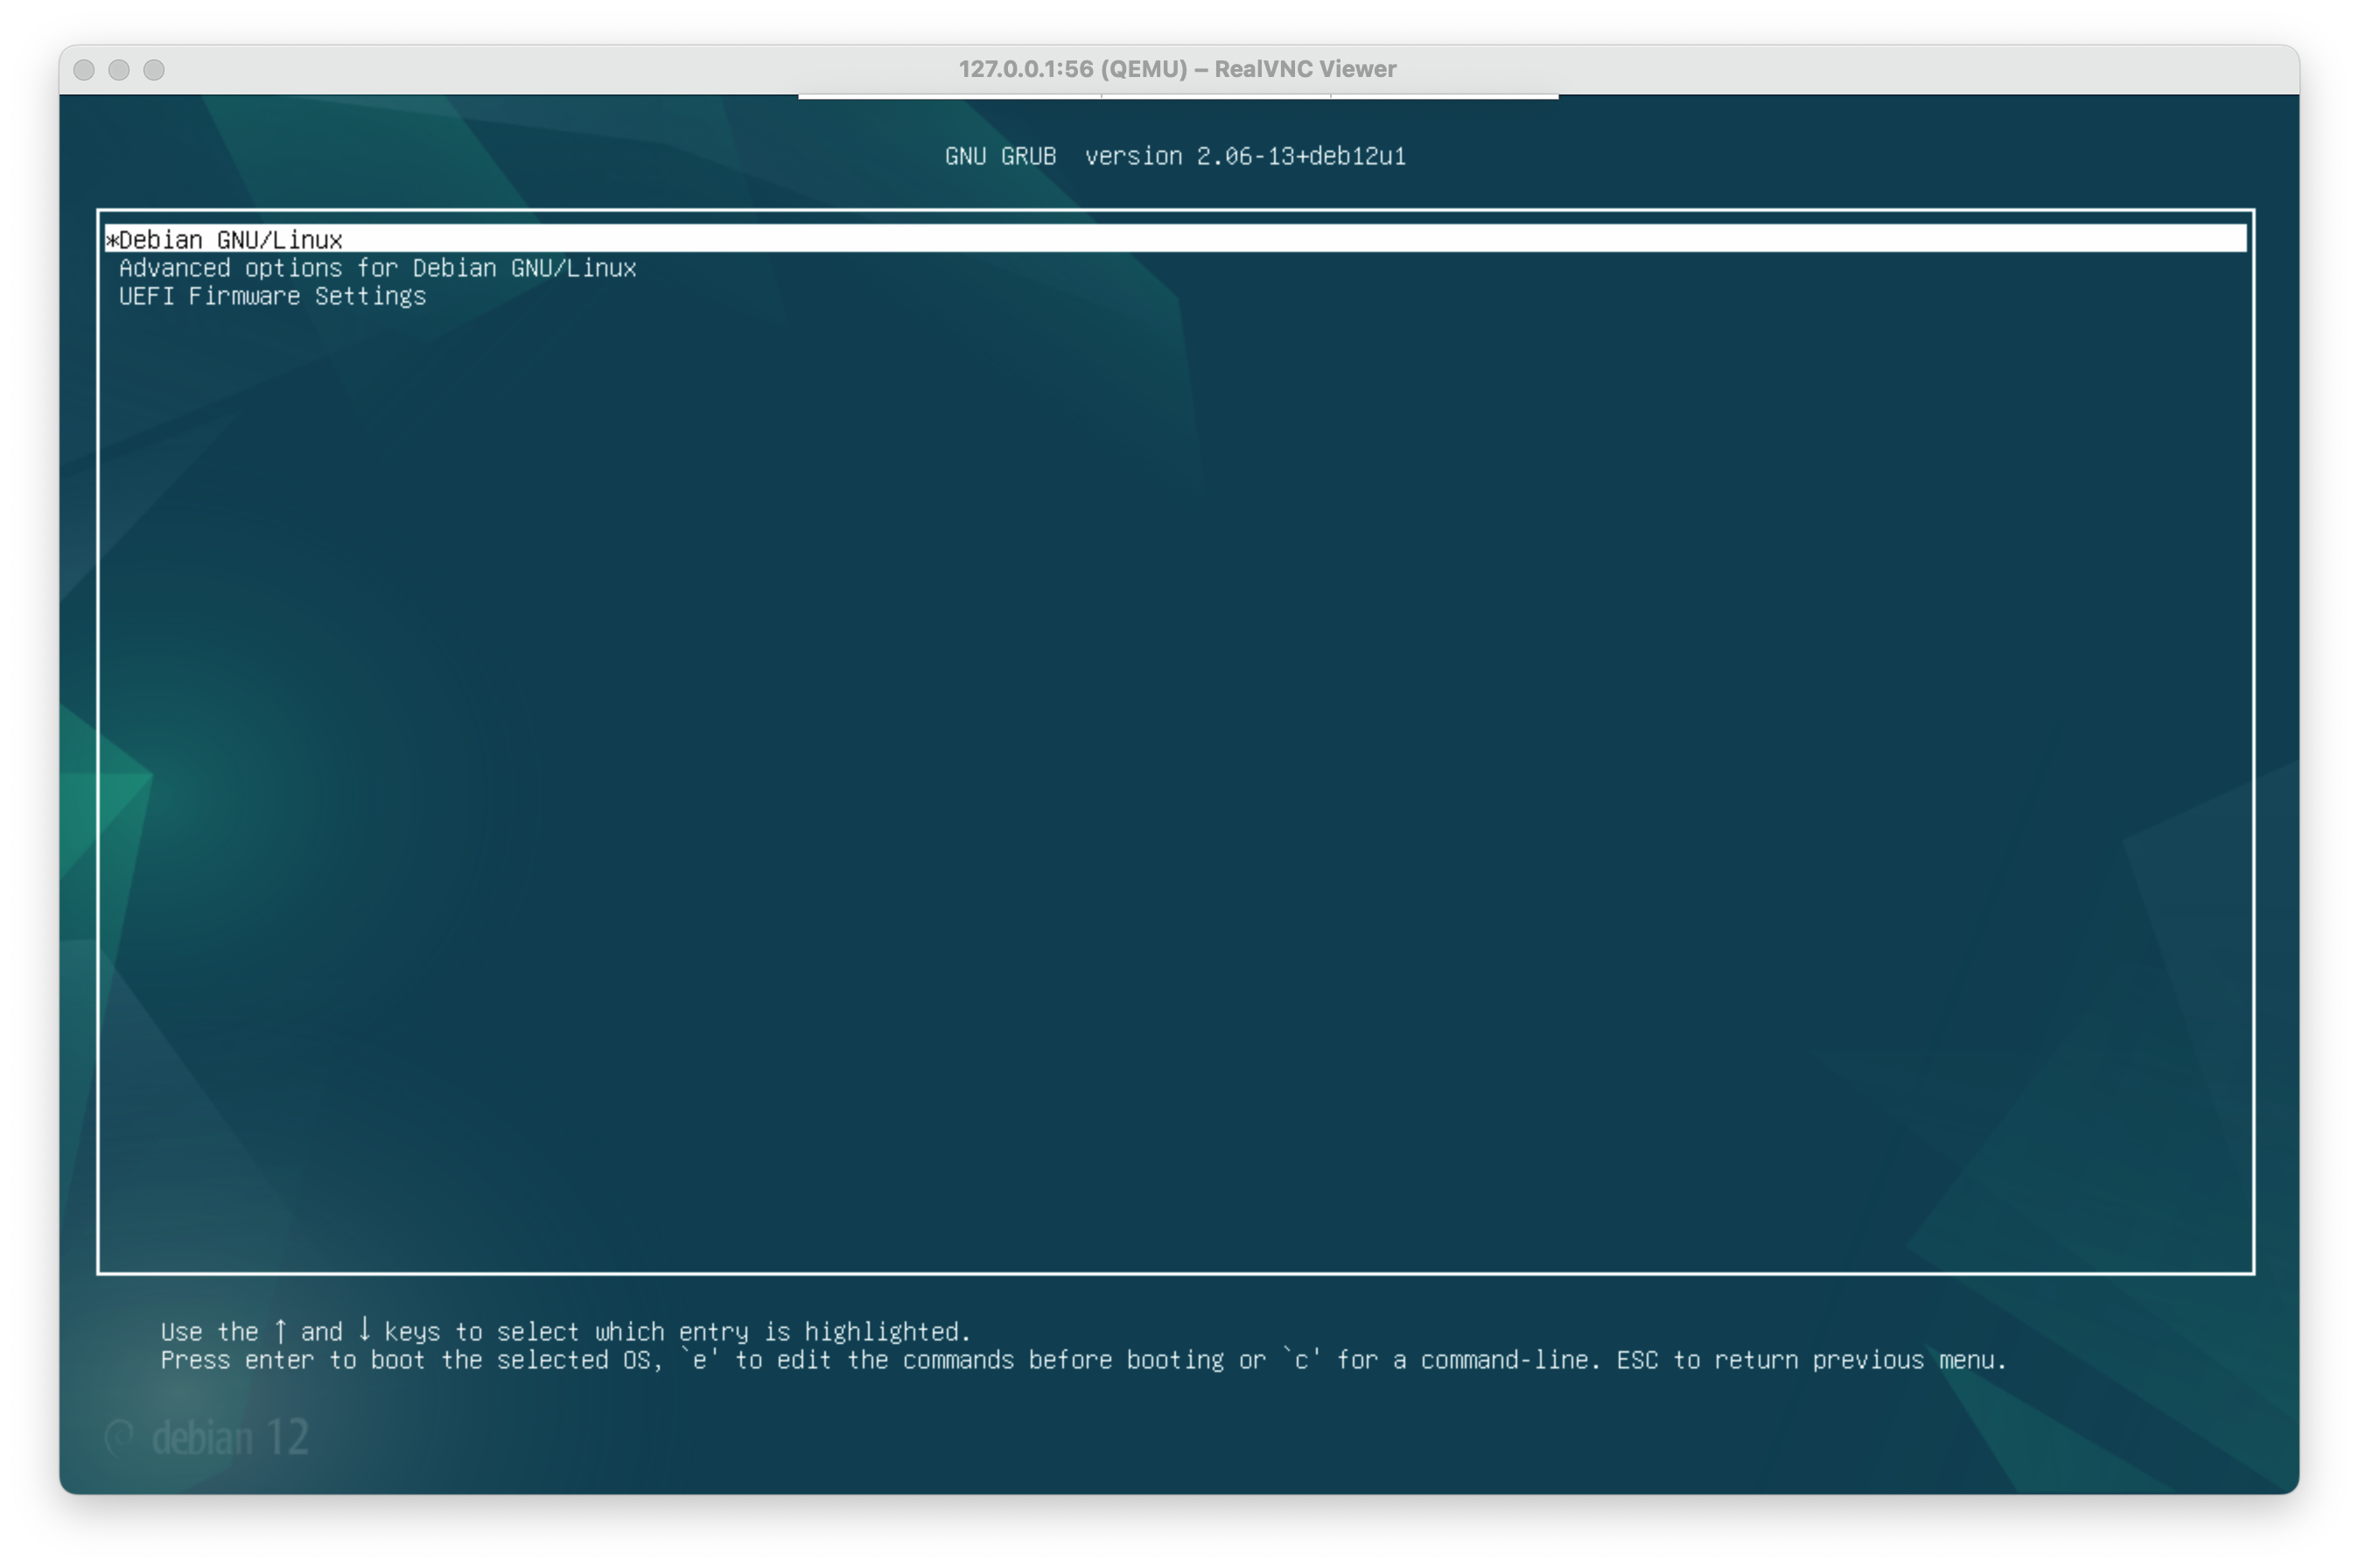 127.0.0.1:56 (QEMU) – RealVNC Viewer
GNU GRUB  version 2.06-13+deb12u1
*Debian GNU/Linux
Advanced options for Debian GNU/Linux
UEFI Firmware Settings
Use the ↑ and ↓ keys to select which entry is highlighted.
Press enter to boot the selected OS, `e' to edit the commands before booting or `c' for a command-line. ESC to return previous menu.
debian 12